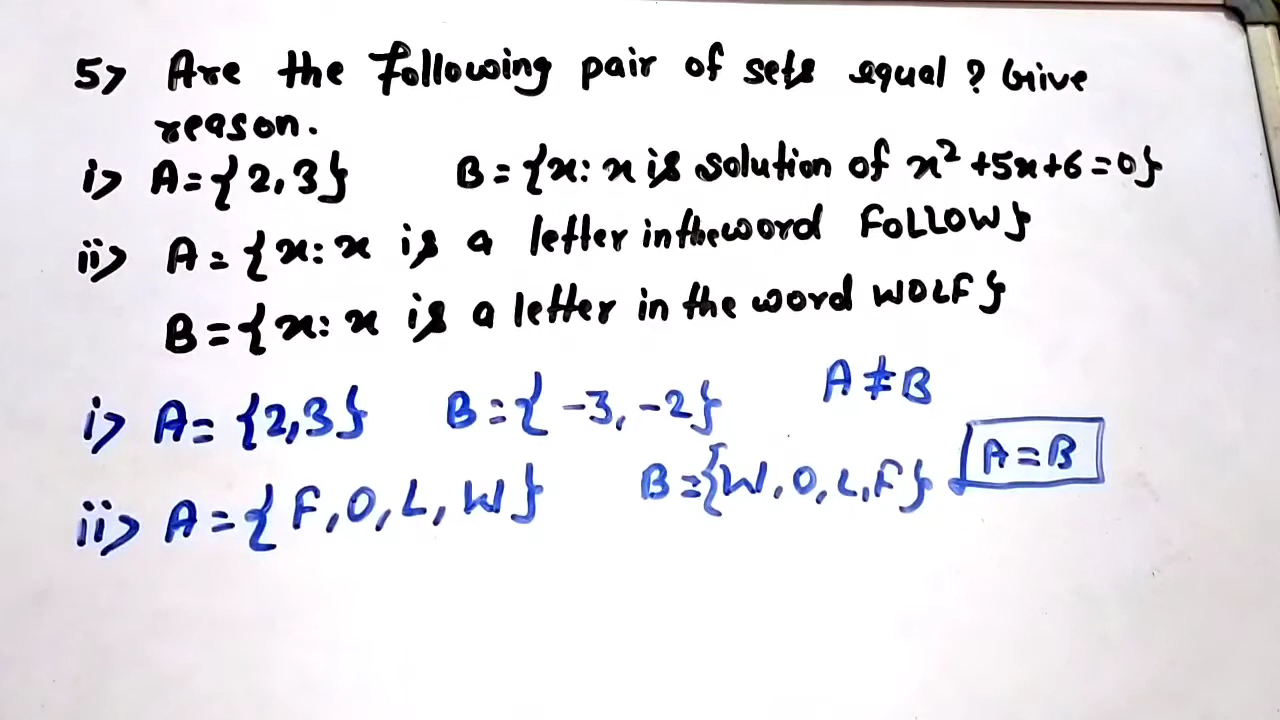 5> Are the following pair of sets equal? Give
reason.
i> A={2,3} B={x: x is solution of x²+5x+6=0}
ii> A={x: x is a letter in the word FOLLOW}
B={x: x is a letter in the word WOLF}
i> A={2,3} B={-3,-2} A≠B
ii> A={F,O,L,W} B={W,O,L,F} A=B